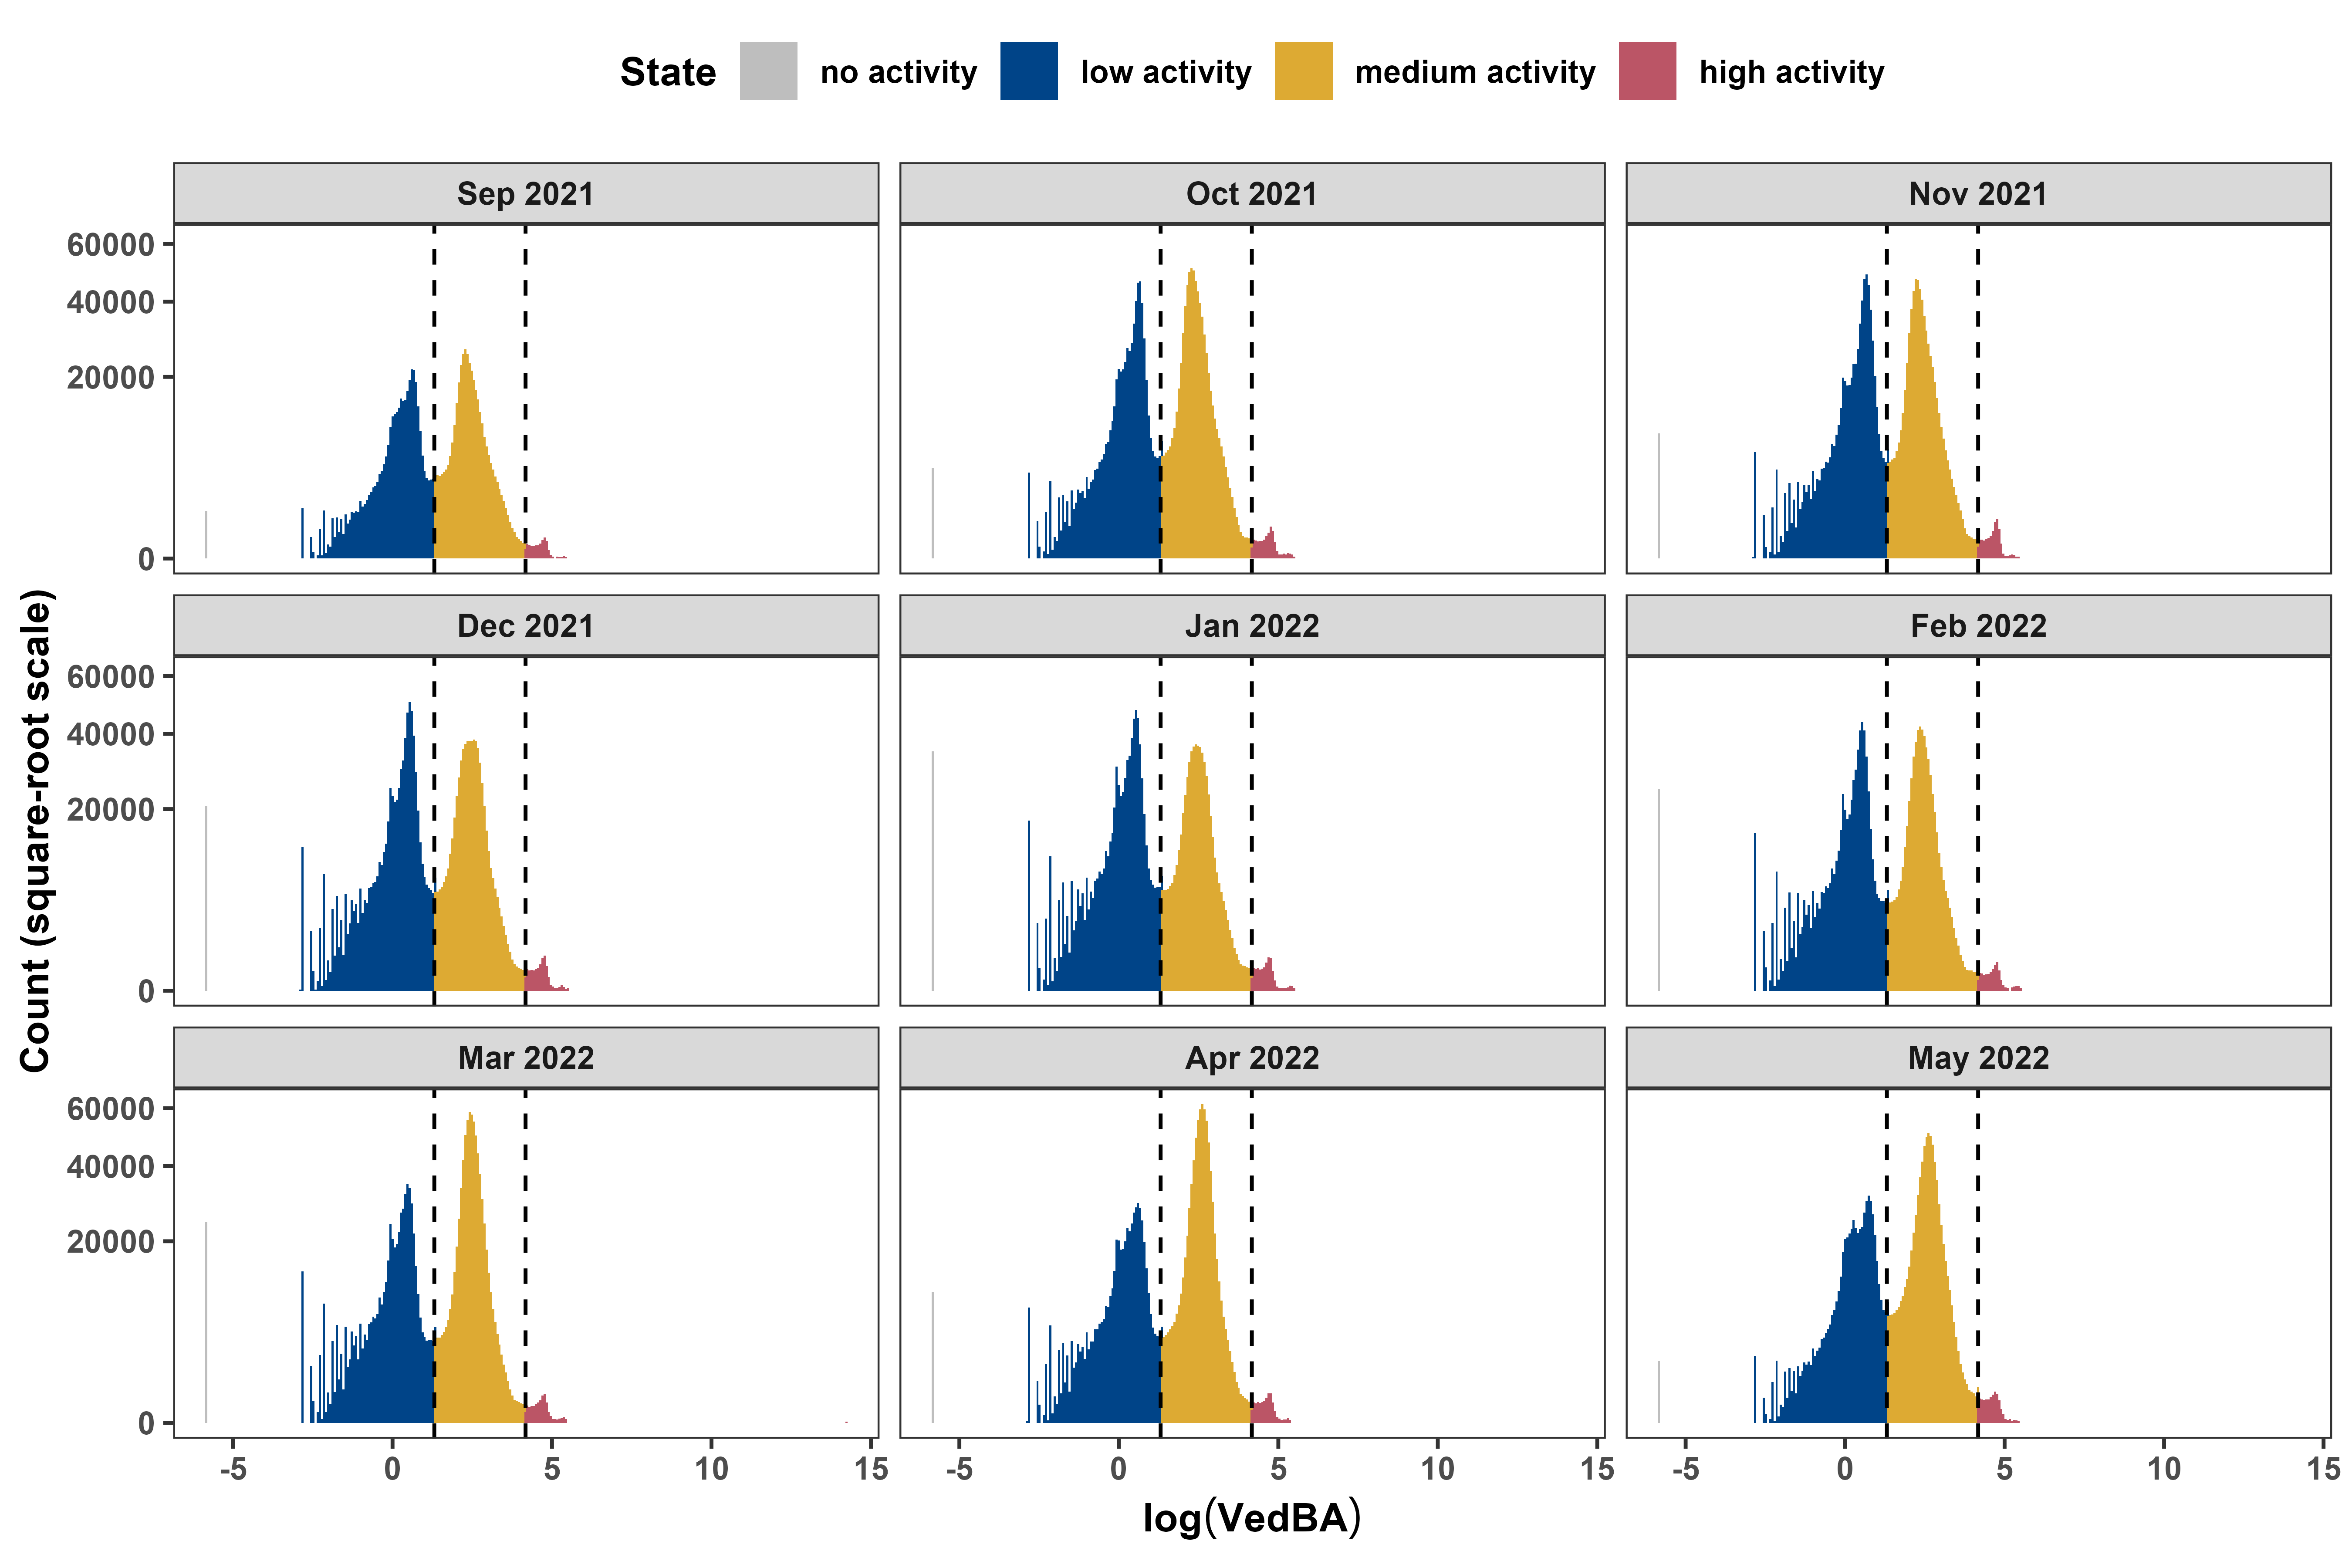 State no activity low activity medium activity high activity
Sep 2021 Oct 2021 Nov 2021
60000
40000
20000
0
Dec 2021 Jan 2022 Feb 2022
60000
40000
20000
0
Mar 2022 Apr 2022 May 2022
60000
40000
20000
0
-5 0 5 10 15 -5 0 5 10 15 -5 0 5 10 15
Count (square-root scale)
log(VedBA)